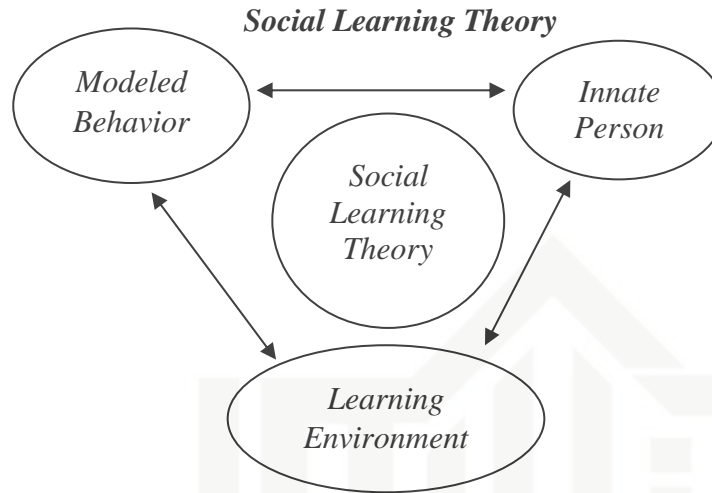 Social Learning Theory
Modeled
Behavior
Innate
Person
Social
Learning
Theory
Learning
Environment